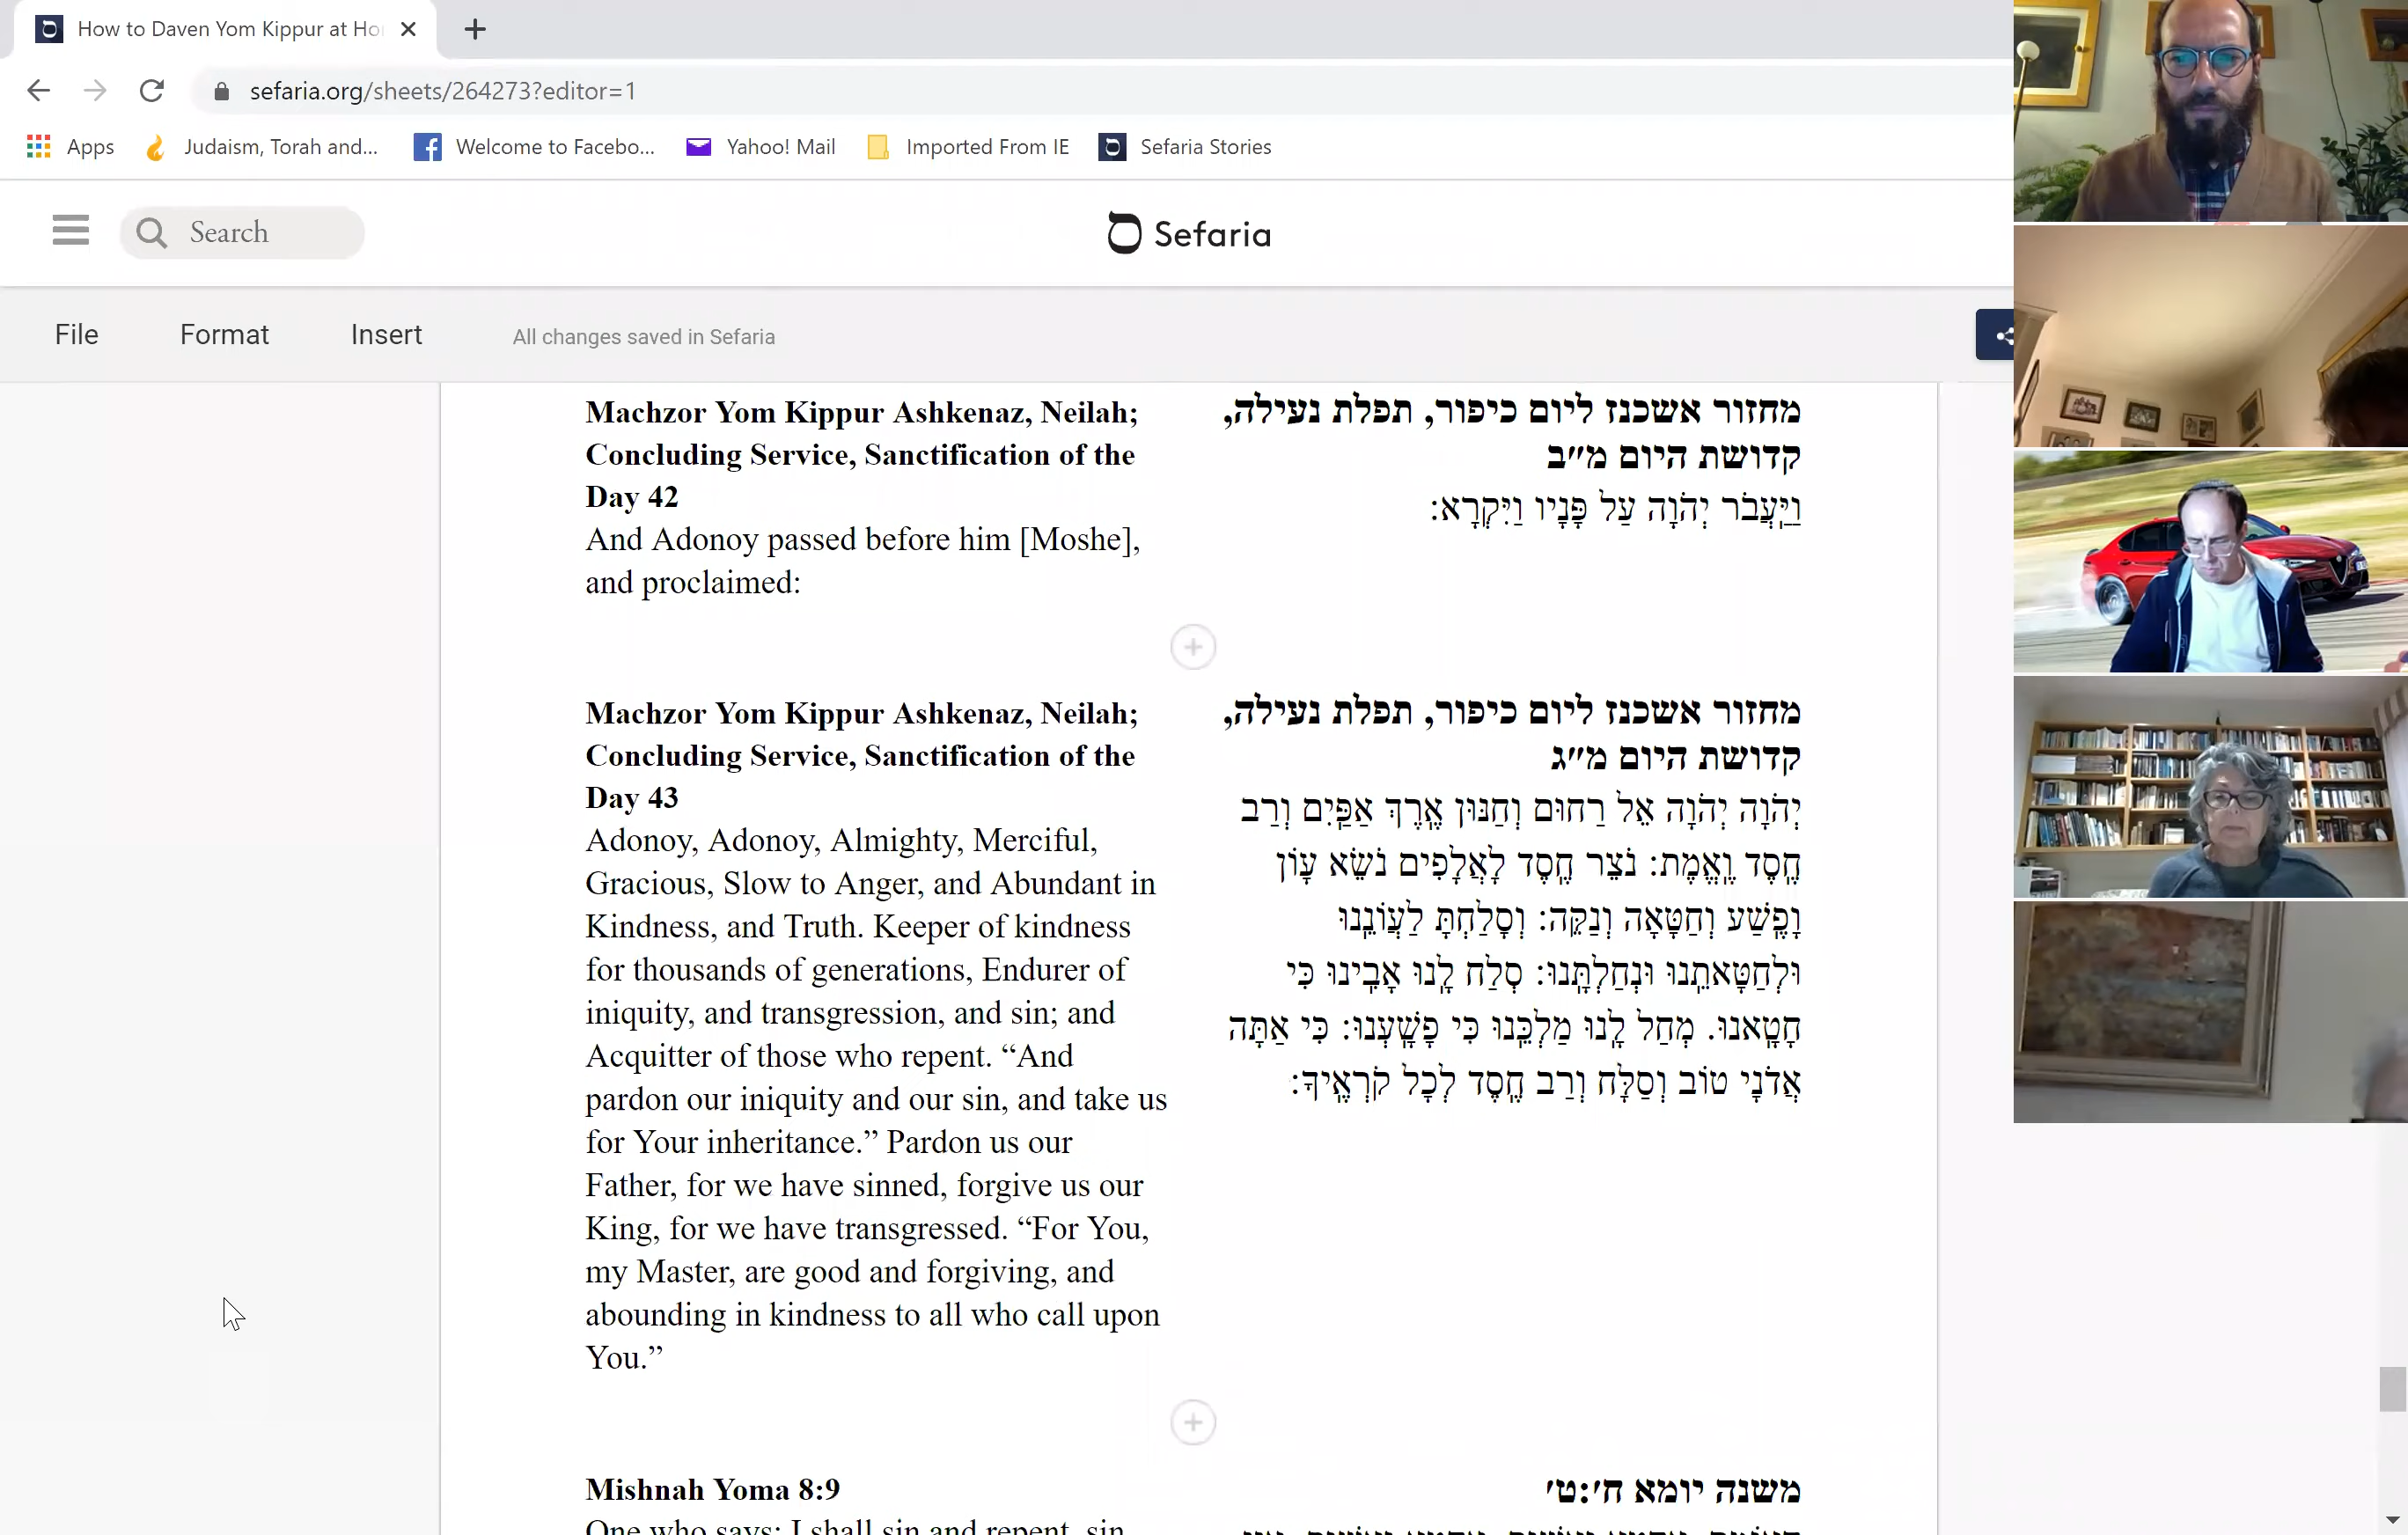 How to Daven Yom Kippur at Ho
sefaria.org/sheets/264273?editor=1
Apps
Judaism, Torah and...
Welcome to Facebo...
Yahoo! Mail
Imported From IE
Sefaria Stories
Search
Sefaria
File
Format
Insert
All changes saved in Sefaria
Machzor Yom Kippur Ashkenaz, Neilah;
Concluding Service, Sanctification of the
Day 42
And Adonoy passed before him [Moshe],
and proclaimed:
מחזור אשכנז ליום כיפור, תפלת נעילה,
קדושת היום מ״ב
וַיַּעֲבֹר יְהֹוָה עַל פָּנָיו וַיִּקְרָא:
Machzor Yom Kippur Ashkenaz, Neilah;
Concluding Service, Sanctification of the
Day 43
Adonoy, Adonoy, Almighty, Merciful,
Gracious, Slow to Anger, and Abundant in
Kindness, and Truth. Keeper of kindness
for thousands of generations, Endurer of
iniquity, and transgression, and sin; and
Acquitter of those who repent. “And
pardon our iniquity and our sin, and take us
for Your inheritance.” Pardon us our
Father, for we have sinned, forgive us our
King, for we have transgressed. “For You,
my Master, are good and forgiving, and
abounding in kindness to all who call upon
You.”
מחזור אשכנז ליום כיפור, תפלת נעילה,
קדושת היום מ״ג
יְהֹוָה יְהֹוָה אֵל רַחוּם וְחַנּוּן אֶֽרֶךְ אַפַּֽיִם וְרַב
חֶֽסֶד וֶאֱמֶת: נֹצֵר חֶֽסֶד לָאֲלָפִים נֹשֵׂא עָוֹן
וָפֶֽשַׁע וְחַטָּאָה וְנַקֵּה: וְסָלַחְתָּ לַעֲוֹנֵֽנוּ
וּלְחַטָּאתֵֽנוּ וּנְחַלְתָּֽנוּ: סְלַח לָֽנוּ אָבִֽינוּ כִּי
חָטָֽאנוּ. מְחַל לָֽנוּ מַלְכֵּֽנוּ כִּי פָשָֽׁעְנוּ: כִּי אַתָּה
אֲדֹנָי טוֹב וְסַלָּח וְרַב חֶֽסֶד לְכָל קֹרְאֶֽיךָ:
Mishnah Yoma 8:9
One who says: I shall sin and repent, sin
משנה יומא ח׳:ט׳